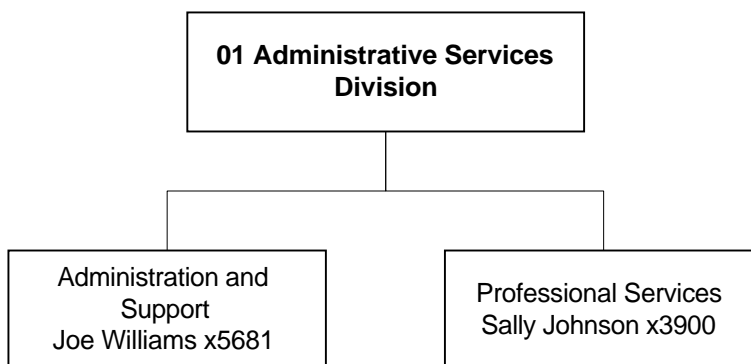 01 Administrative Services
Division
Administration and
Support
Joe Williams x5681
Professional Services
Sally Johnson x3900